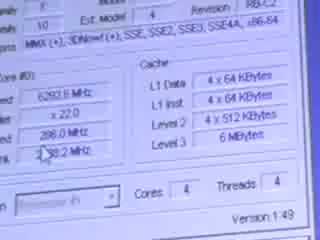 Ext. Model 4 Revision RB-C2
10
MMX (+), 3DNow! (+), SSE, SSE2, SSE3, SSE4A, x86-64
Core #0)
Cache
6292.6 MHz
L1 Data 4 x 64 KBytes
x 22.0
L1 Inst. 4 x 64 KBytes
286.0 MHz
Level 2 4 x 512 KBytes
Level 3 6 MBytes
Cores 4 Threads 4
Version 1.49